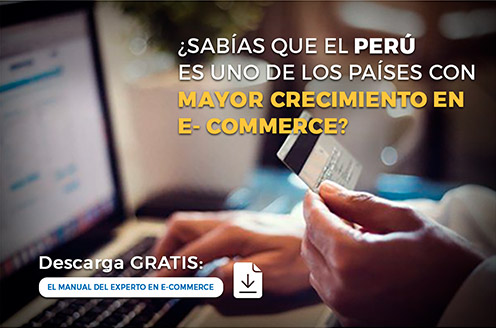 ¿SABÍAS QUE EL PERÚ
ES UNO DE LOS PAÍSES CON
MAYOR CRECIMIENTO EN
E- COMMERCE?
Descarga GRATIS:
EL MANUAL DEL EXPERTO EN E-COMMERCE